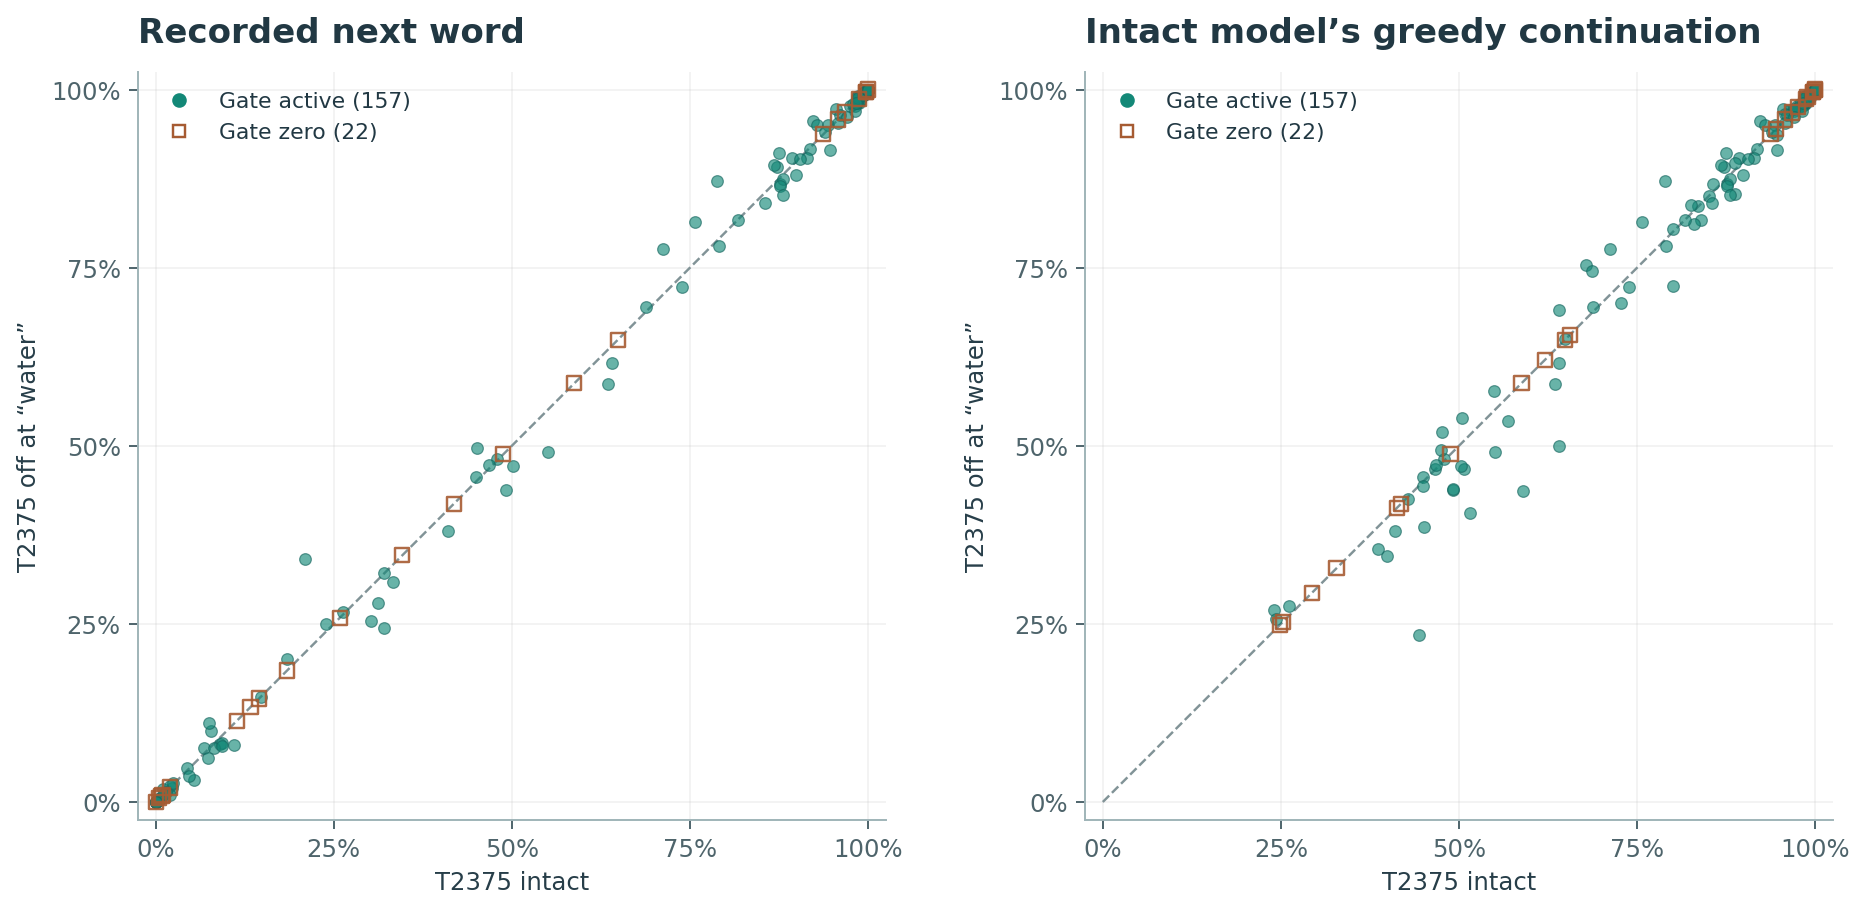 Recorded next word
Gate active (157)
Gate zero (22)
100%
75%
50%
25%
0%
T2375 off at “water”
0% 25% 50% 75% 100%
T2375 intact
Intact model’s greedy continuation
Gate active (157)
Gate zero (22)
100%
75%
50%
25%
0%
T2375 off at “water”
0% 25% 50% 75% 100%
T2375 intact